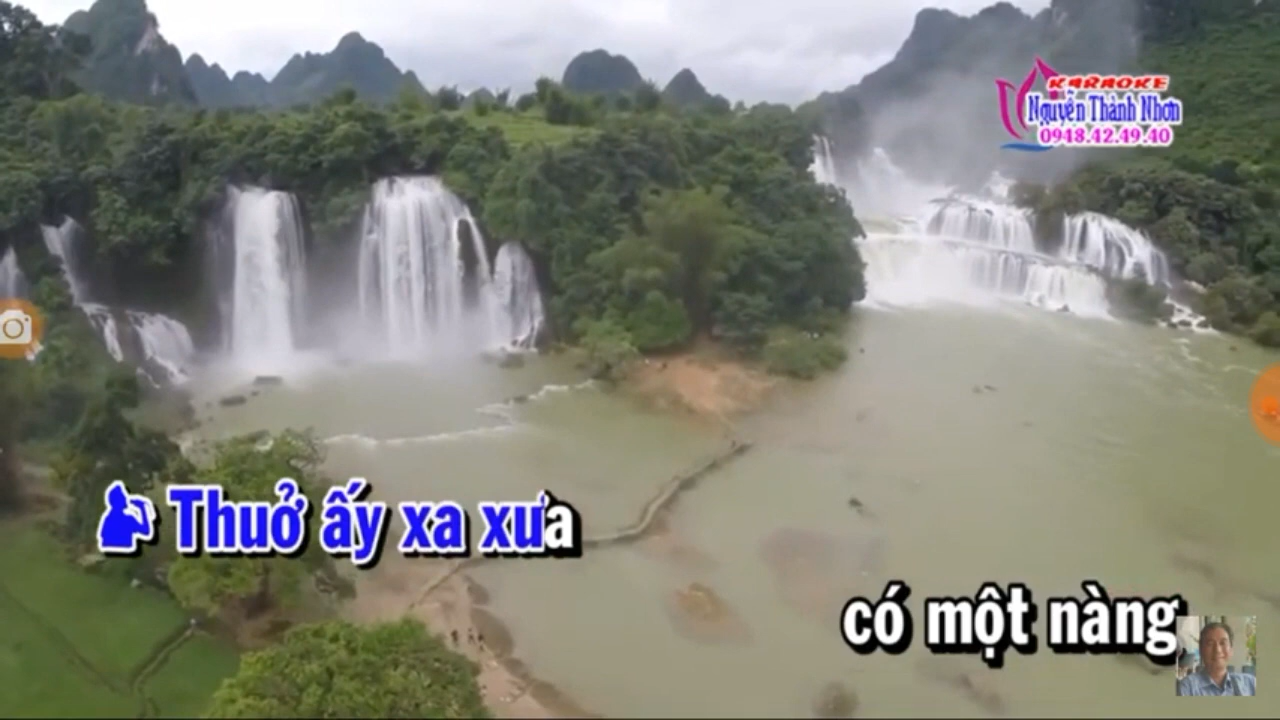 KARAOKE
Nguyễn Thành Nhơn
0948.42.49.40
Thuở ấy xa xưa
có một nàng